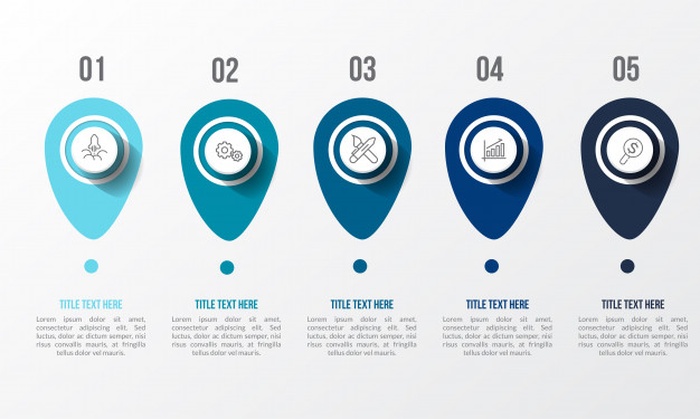 01
02
03
04
05
TITLE TEXT HERE
Lorem ipsum dolor sit amet,
consectetur adipiscing elit. Sed
luctus, dolor ac dictum semper, nisi
risus convallis mauris, at fringilla
tellus dolor vel mauris.
TITLE TEXT HERE
Lorem ipsum dolor sit amet,
consectetur adipiscing elit. Sed
luctus, dolor ac dictum semper, nisi
risus convallis mauris, at fringilla
tellus dolor vel mauris.
TITLE TEXT HERE
Lorem ipsum dolor sit amet,
consectetur adipiscing elit. Sed
luctus, dolor ac dictum semper, nisi
risus convallis mauris, at fringilla
tellus dolor vel mauris.
TITLE TEXT HERE
Lorem ipsum dolor sit amet,
consectetur adipiscing elit. Sed
luctus, dolor ac dictum semper, nisi
risus convallis mauris, at fringilla
tellus dolor vel mauris.
TITLE TEXT HERE
Lorem ipsum dolor sit amet,
consectetur adipiscing elit. Sed
luctus, dolor ac dictum semper, nisi
risus convallis mauris, at fringilla
tellus dolor vel mauris.